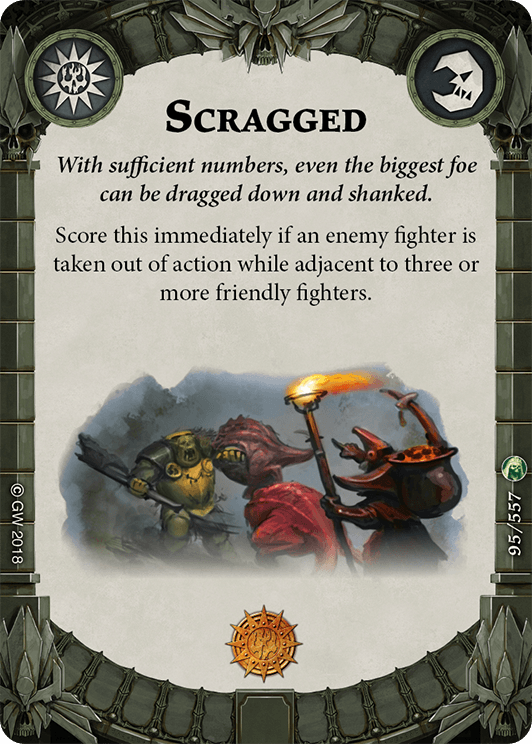 SCRAGGED
With sufficient numbers, even the biggest foe
can be dragged down and shanked.
Score this immediately if an enemy fighter is
taken out of action while adjacent to three or
more friendly fighters.
© GW 2018
95/557